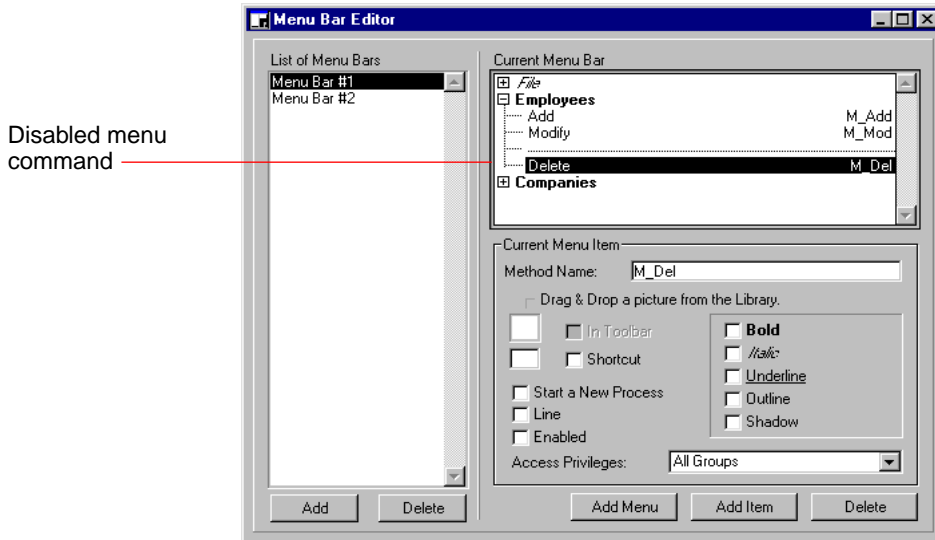 Menu Bar Editor
List of Menu Bars
Menu Bar #1
Menu Bar #2
Disabled menu
command
Current Menu Bar
File
Employees
Add M_Add
Modify M_Mod
Delete M_Del
Companies
Current Menu Item
Method Name: M_Del
Drag & Drop a picture from the Library.
In Toolbar
Shortcut
Start a New Process
Line
Enabled
Bold
Italic
Underline
Outline
Shadow
Access Privileges: All Groups
Add Delete
Add Menu Add Item Delete